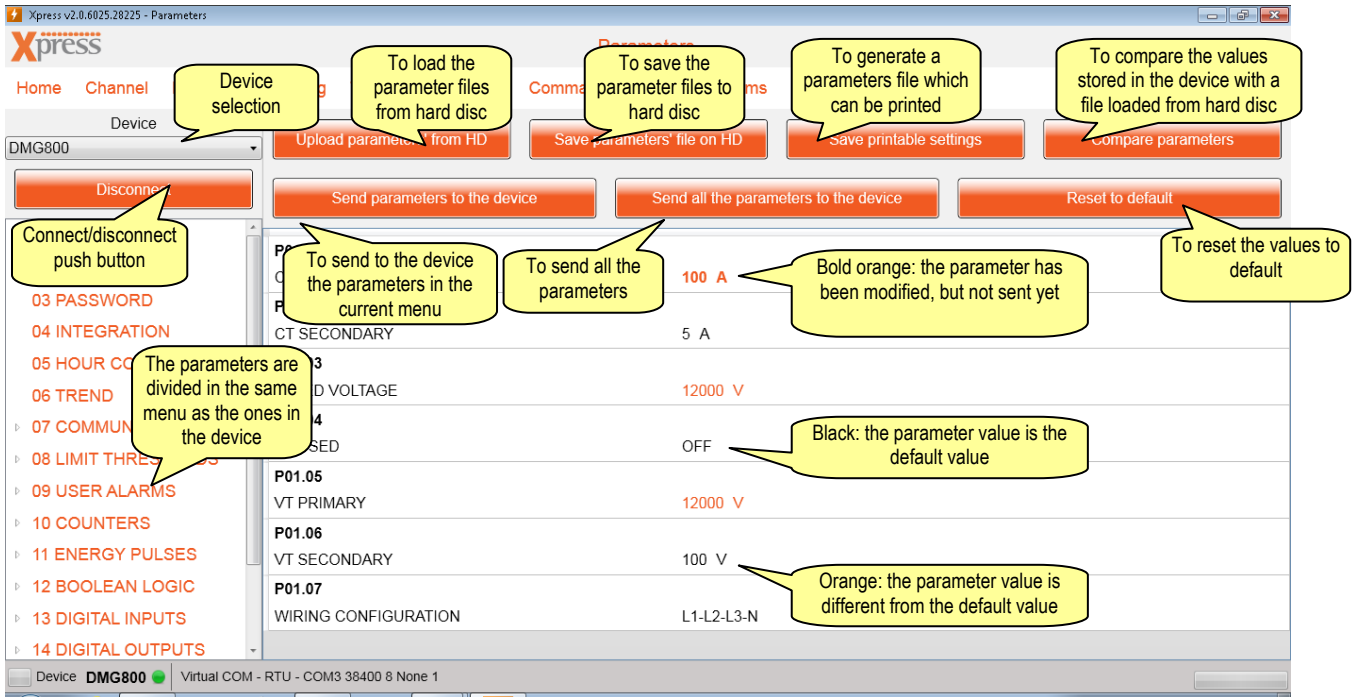 Xpress v2.0.6025.28225 - Parameters
Xpress
Home Channel
Device
selection
To load the
parameter files
from hard disc
To save the
parameter files to
hard disc
To generate a
parameters file which
can be printed
To compare the values
stored in the device with a
file loaded from hard disc
Device
DMG800
Upload parameters' from HD
Save parameters' file on HD
Save printable settings
Compare parameters
Disconnect
Send parameters to the device
Send all the parameters to the device
Reset to default
Connect/disconnect
push button
To send to the device
the parameters in the
current menu
To send all the
parameters
100 A
Bold orange: the parameter has
been modified, but not sent yet
To reset the values to
default
03 PASSWORD
04 INTEGRATION
CT SECONDARY
5 A
05 HOUR
The parameters are
divided in the same
menu as the ones in
the device
06 TREND
VOLTAGE
12000 V
08 LIMIT
OFF
Black: the parameter value is the
default value
09 USER ALARMS
P01.05
VT PRIMARY
12000 V
10 COUNTERS
P01.06
11 ENERGY PULSES
VT SECONDARY
100 V
Orange: the parameter value is
different from the default value
12 BOOLEAN LOGIC
P01.07
13 DIGITAL INPUTS
WIRING CONFIGURATION
L1-L2-L3-N
14 DIGITAL OUTPUTS
Device DMG800
Virtual COM - RTU - COM3 38400 8 None 1